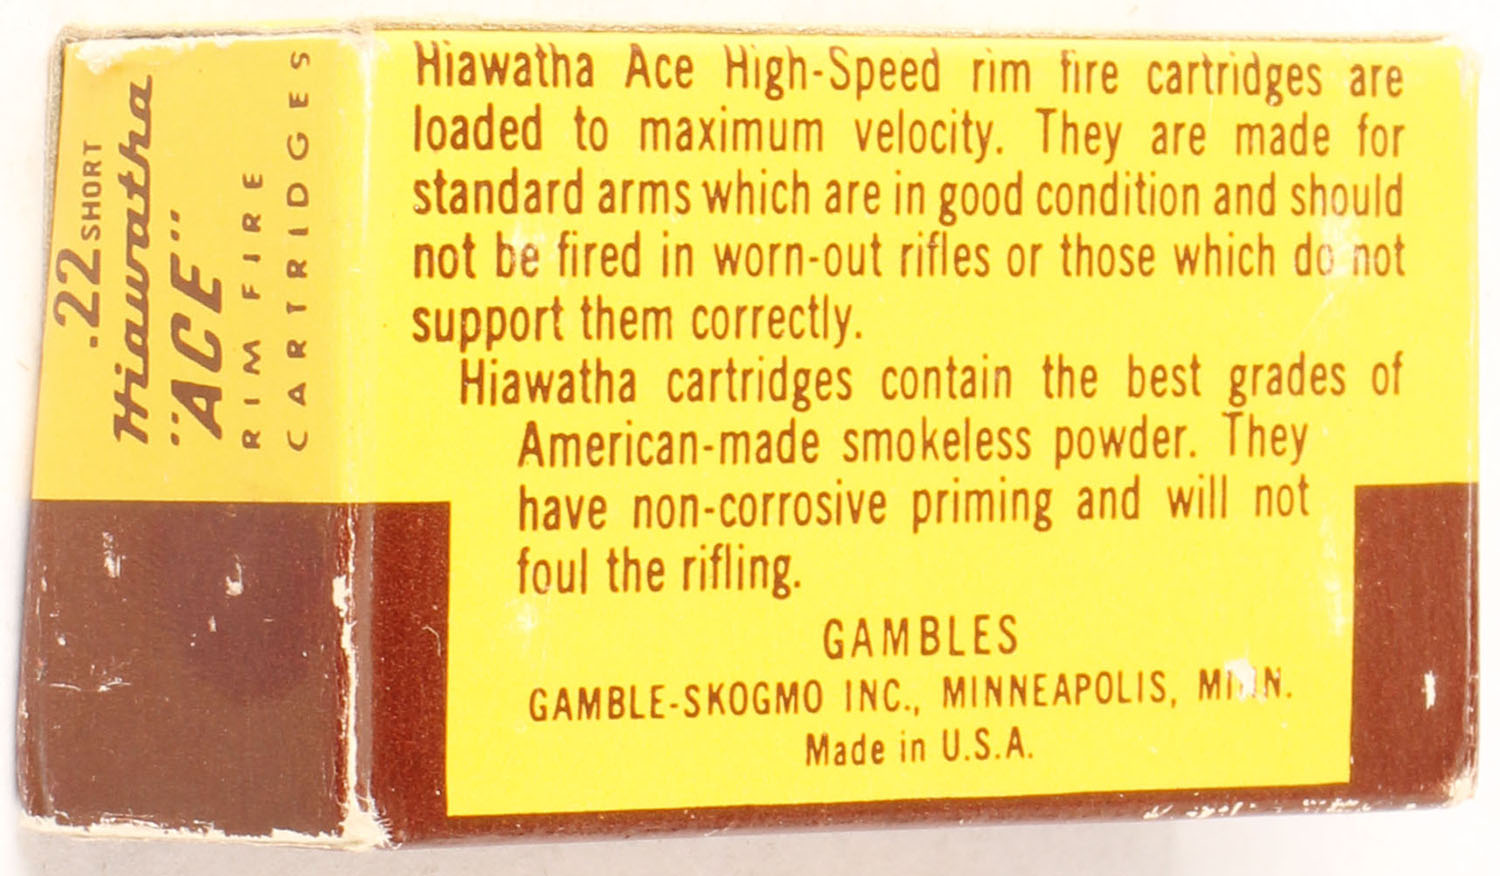 .22 SHORT
Hiawatha
"ACE"
RIM FIRE
CARTRIDGES
Hiawatha Ace High-Speed rim fire cartridges are
loaded to maximum velocity. They are made for
standard arms which are in good condition and should
not be fired in worn-out rifles or those which do not
support them correctly.
Hiawatha cartridges contain the best grades of
American-made smokeless powder. They
have non-corrosive priming and will not
foul the rifling.
GAMBLES
GAMBLE-SKOGMO INC., MINNEAPOLIS, MINN.
Made in U.S.A.